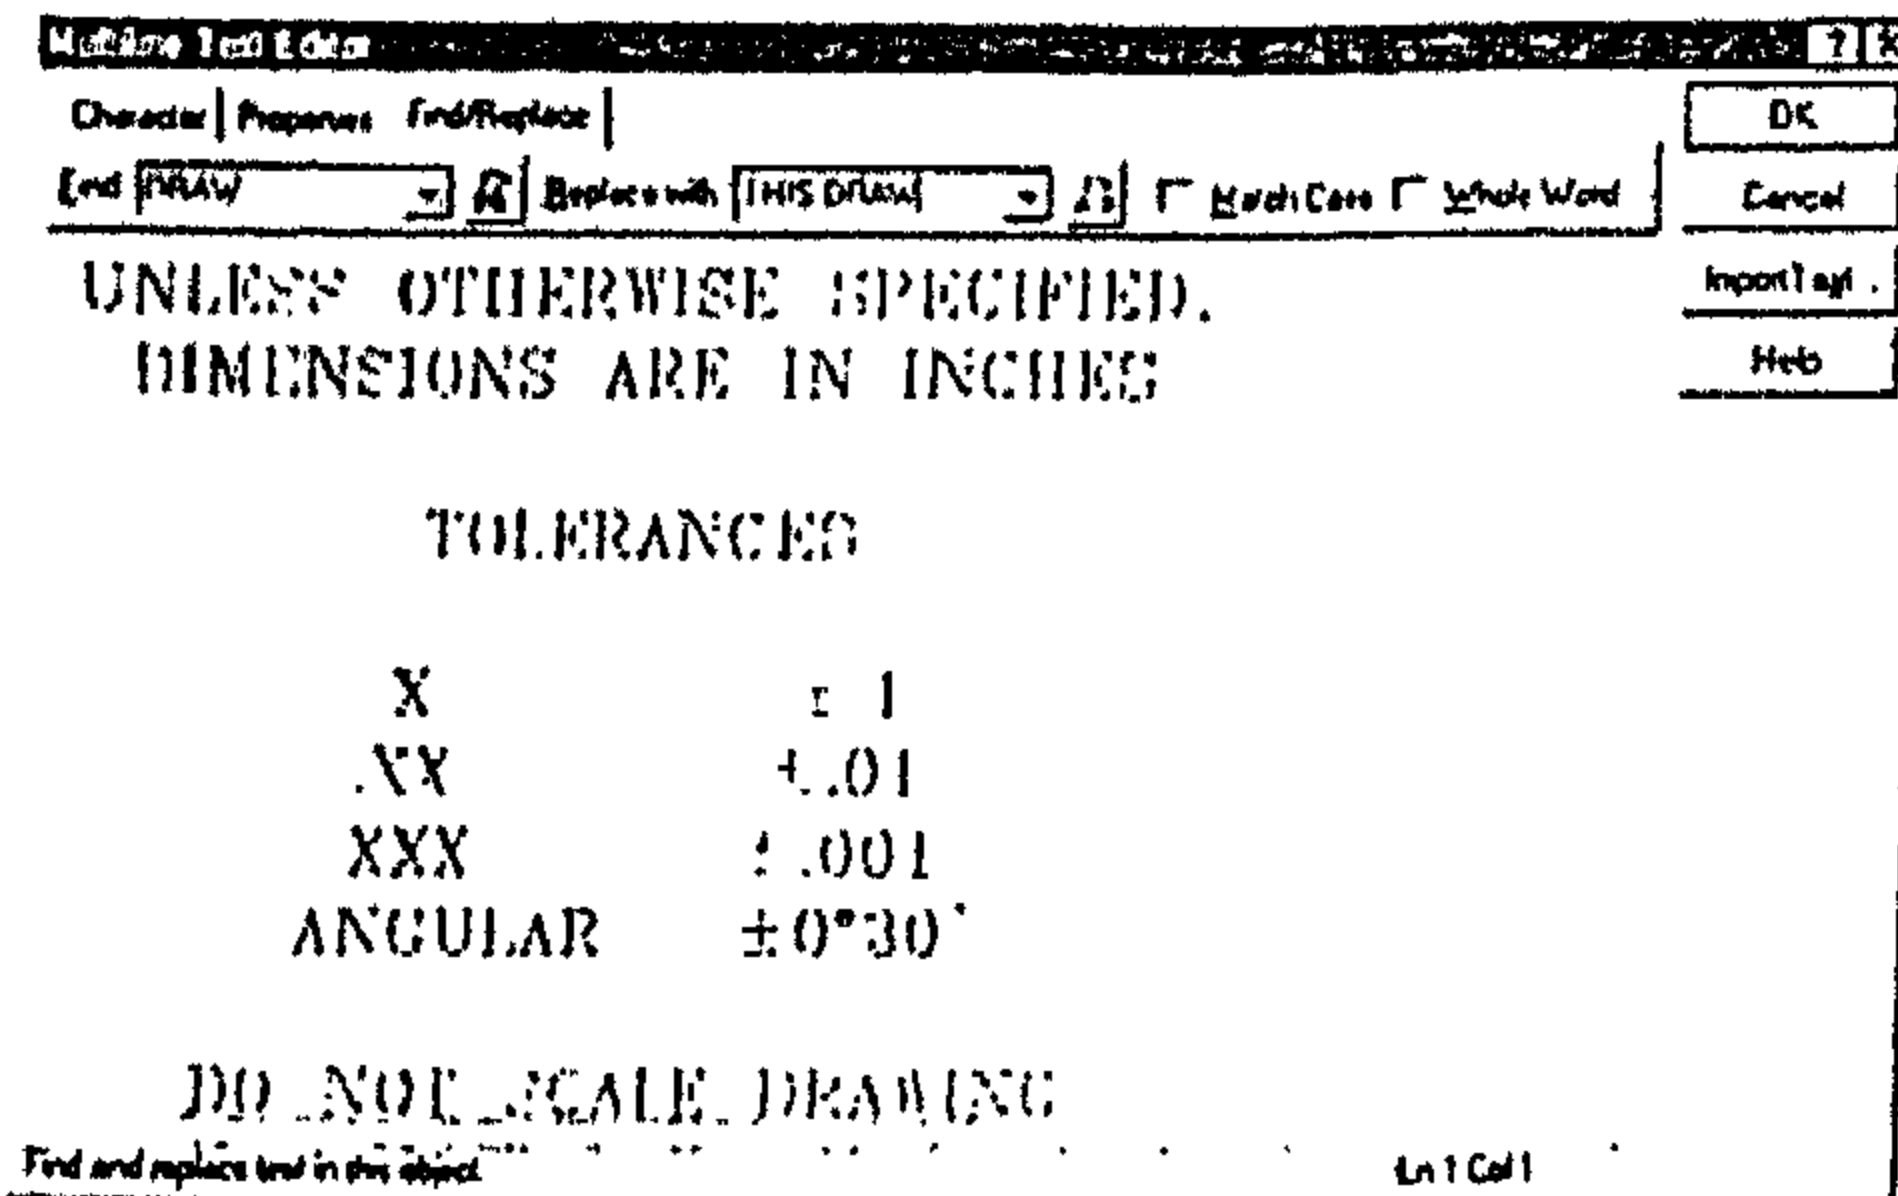 Multiline Text Editor ? X
Character Properties Find/Replace
OK
Find DRAW Replace with THIS DRAW Match Case Whole Word
Cancel
UNLESS OTHERWISE SPECIFIED.
Import Text .
DIMENSIONS ARE IN INCHES
Help
TOLERANCES
X 1
.XX .01
XXX .001
ANGULAR ±0°30'
DO NOT SCALE DRAWING
Find and replace text in this object
Ln 1 Col 1